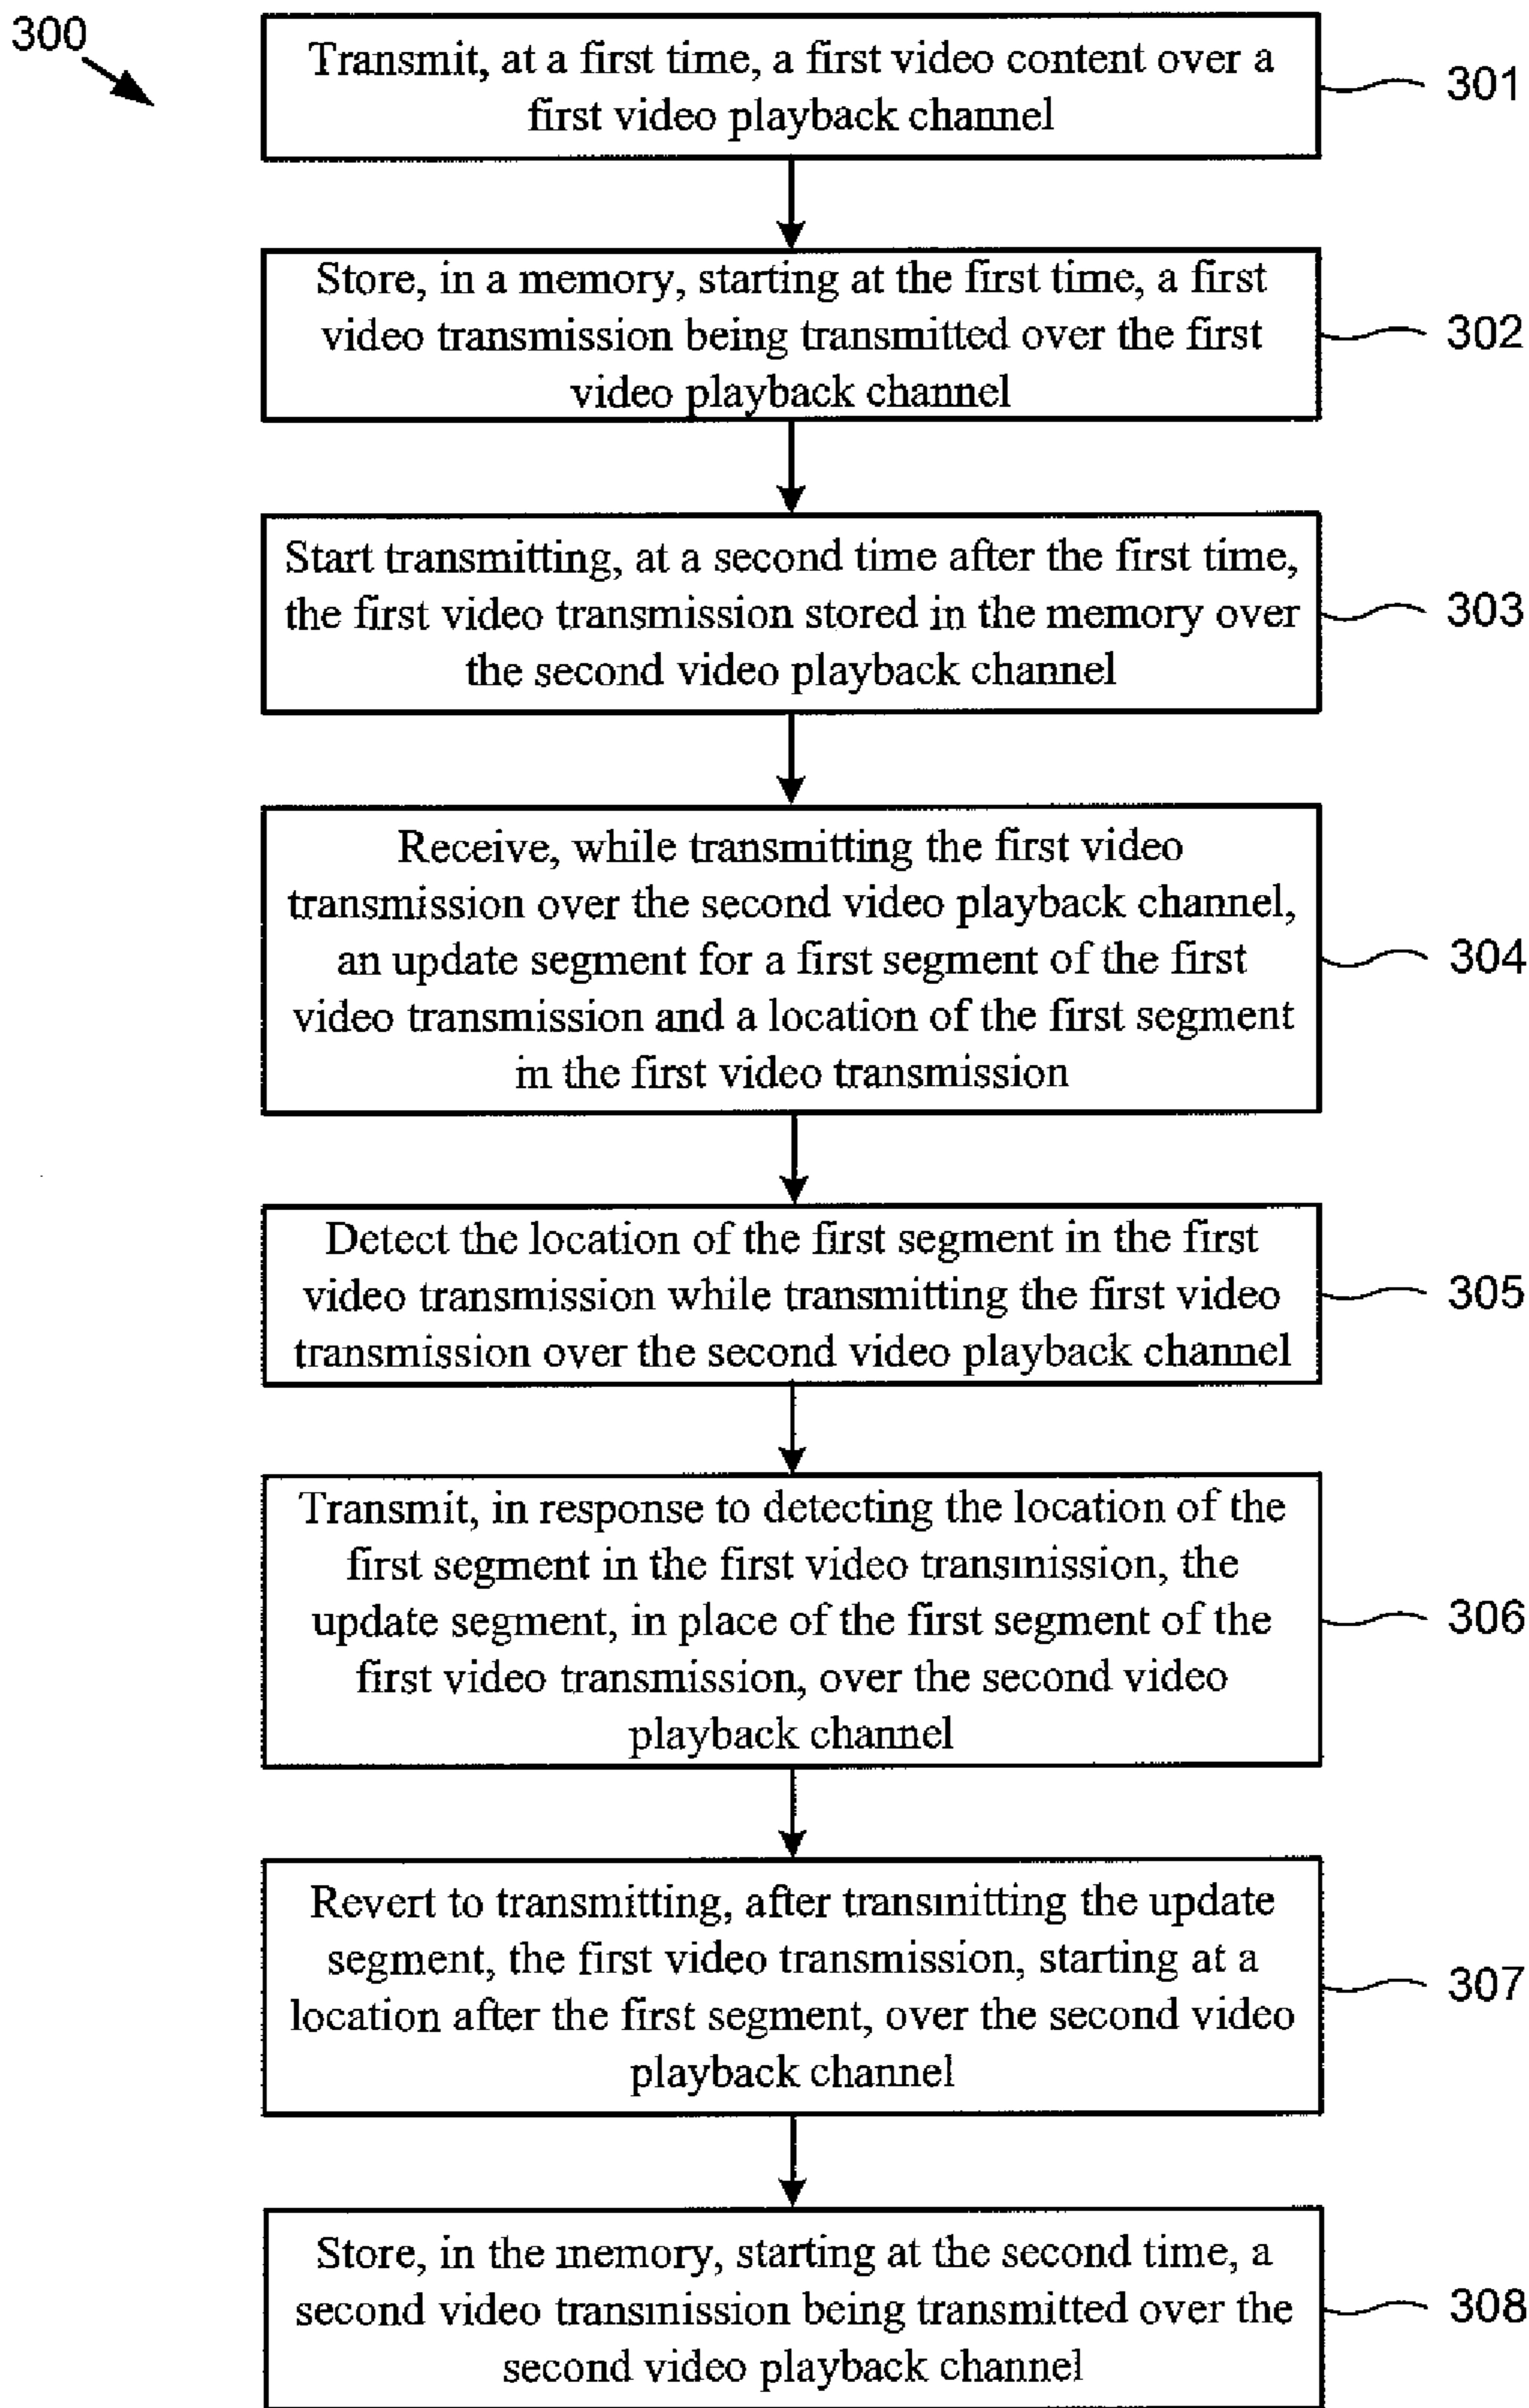 300
Transmit, at a first time, a first video content over a
first video playback channel
301
Store, in a memory, starting at the first time, a first
video transmission being transmitted over the first
video playback channel
302
Start transmitting, at a second time after the first time,
the first video transmission stored in the memory over
the second video playback channel
303
Receive, while transmitting the first video
transmission over the second video playback channel,
an update segment for a first segment of the first
video transmission and a location of the first segment
in the first video transmission
304
Detect the location of the first segment in the first
video transmission while transmitting the first video
transmission over the second video playback channel
305
Transmit, in response to detecting the location of the
first segment in the first video transmission, the
update segment, in place of the first segment of the
first video transmission, over the second video
playback channel
306
Revert to transmitting, after transmitting the update
segment, the first video transmission, starting at a
location after the first segment, over the second video
playback channel
307
Store, in the memory, starting at the second time, a
second video transmission being transmitted over the
second video playback channel
308